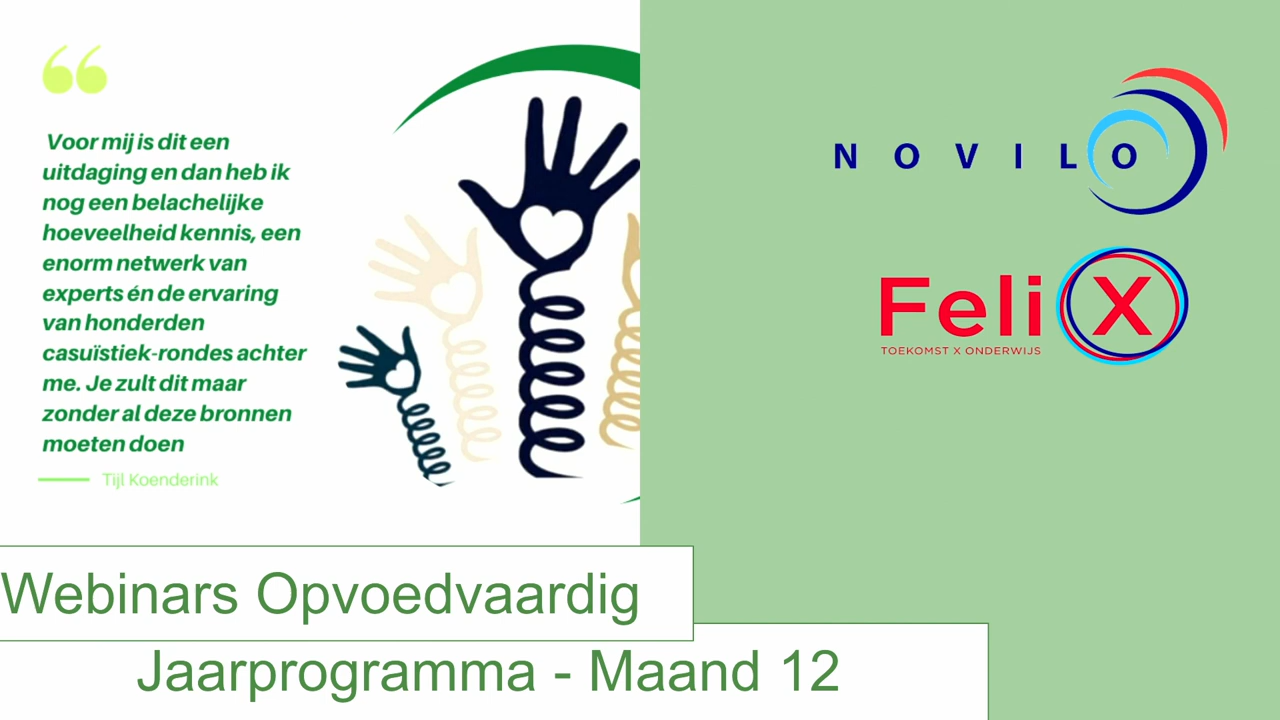 “
Voor mij is dit een
uitdaging en dan heb ik
nog een belachelijke
hoeveelheid kennis, een
enorm netwerk van
experts én de ervaring
van honderden
casuïstiek-rondes achter
me. Je zult dit maar
zonder al deze bronnen
moeten doen
Tijl Koenderink
NOVILO
FeliX
TOEKOMST X ONDERWIJS
Webinars Opvoedvaardig
Jaarprogramma - Maand 12